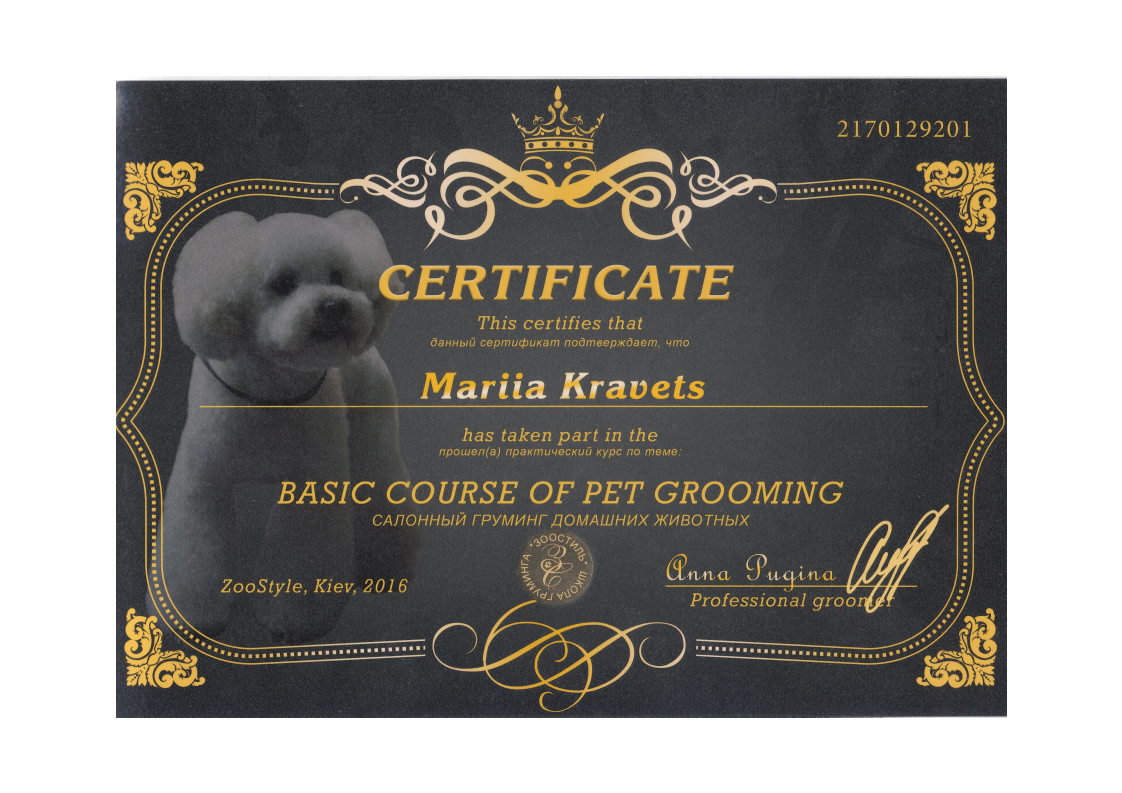 2170129201
CERTIFICATE
This certifies that
данный сертификат подтверждает, что
Mariia Kravets
has taken part in the
прошел(а) практический курс по теме:
BASIC COURSE OF PET GROOMING
САЛОННЫЙ ГРУМИНГ ДОМАШНИХ ЖИВОТНЫХ
"ЗООСТИЛЬ" ШКОЛА ГРУМИНГА
Anna Pugina
ZooStyle, Kiev, 2016
Professional groomer